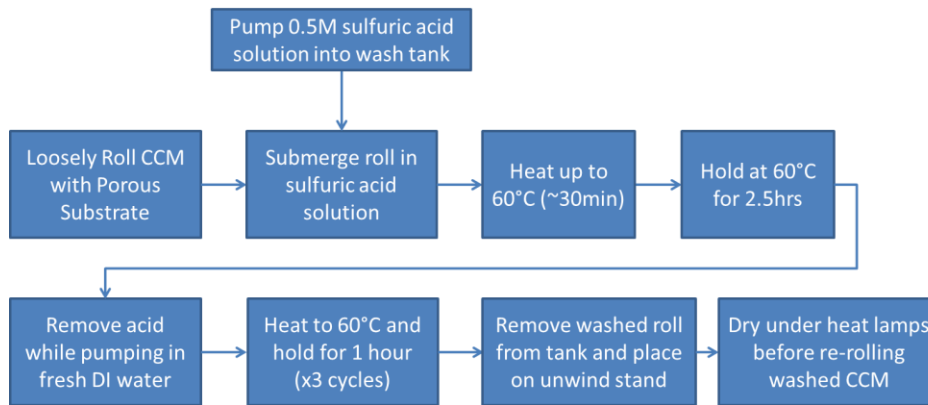 Pump 0.5M sulfuric acid
solution into wash tank
Loosely Roll CCM
with Porous
Substrate
Submerge roll in
sulfuric acid
solution
Heat up to
60°C (~30min)
Hold at 60°C
for 2.5hrs
Remove acid
while pumping in
fresh DI water
Heat to 60°C and
hold for 1 hour
(x3 cycles)
Remove washed roll
from tank and place
on unwind stand
Dry under heat lamps
before re-rolling
washed CCM